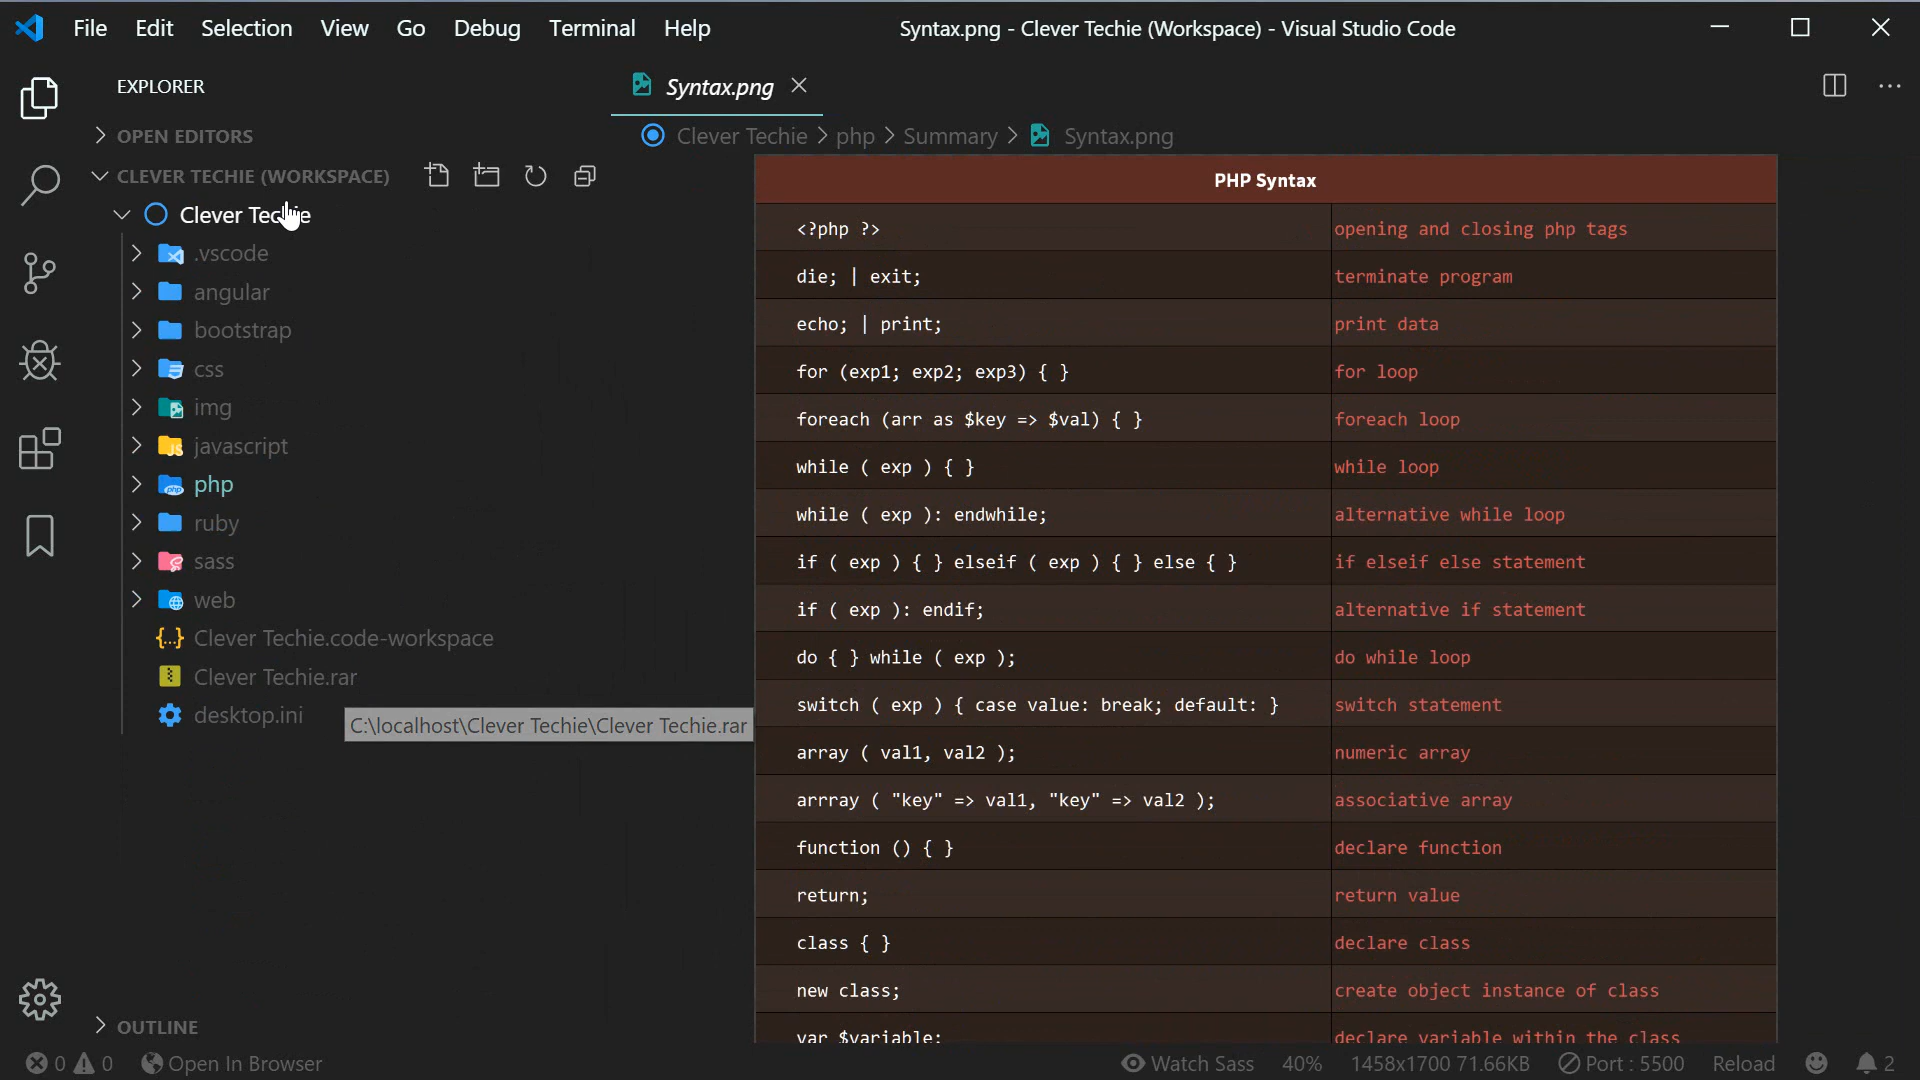 File Edit Selection View Go Debug Terminal Help
Syntax.png - Clever Techie (Workspace) - Visual Studio Code
EXPLORER
OPEN EDITORS
CLEVER TECHIE (WORKSPACE)
Clever Techie
.vscode
angular
bootstrap
css
img
javascript
php
ruby
sass
web
Clever Techie.code-workspace
Clever Techie.rar
desktop.ini
C:\localhost\Clever Techie\Clever Techie.rar
OUTLINE
Syntax.png
Clever Techie > php > Summary > Syntax.png
PHP Syntax
<?php ?> opening and closing php tags
die; | exit; terminate program
echo; | print; print data
for (exp1; exp2; exp3) { } for loop
foreach (arr as $key => $val) { } foreach loop
while ( exp ) { } while loop
while ( exp ): endwhile; alternative while loop
if ( exp ) { } elseif ( exp ) { } else { } if elseif else statement
if ( exp ): endif; alternative if statement
do { } while ( exp ); do while loop
switch ( exp ) { case value: break; default: } switch statement
array ( val1, val2 ); numeric array
arrray ( "key" => val1, "key" => val2 ); associative array
function () { } declare function
return; return value
class { } declare class
new class; create object instance of class
var $variable; declare variable within the class
0 0 Open In Browser
Watch Sass 40% 1458x1700 71.66KB Port : 5500 Reload 2